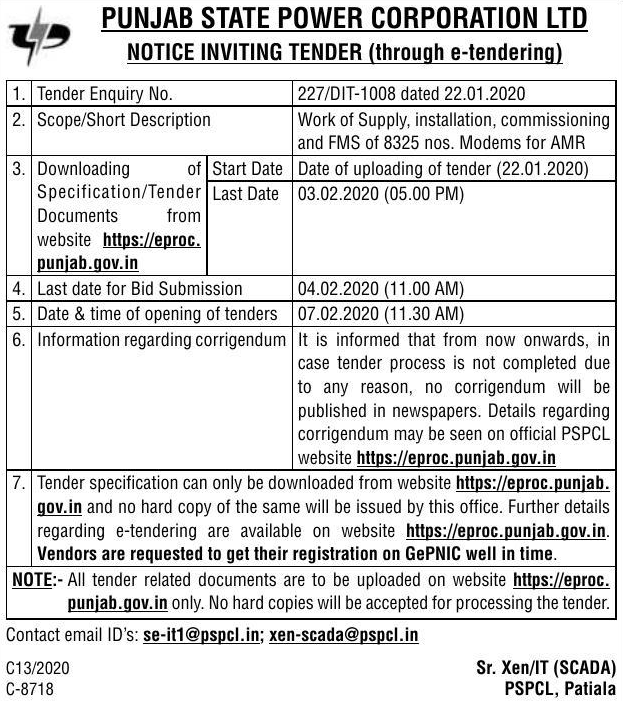 PUNJAB STATE POWER CORPORATION LTD
NOTICE INVITING TENDER (through e-tendering)
1. Tender Enquiry No. 227/DIT-1008 dated 22.01.2020
2. Scope/Short Description Work of Supply, installation, commissioning
and FMS of 8325 nos. Modems for AMR
3. Downloading of Start Date Date of uploading of tender (22.01.2020)
Specification/Tender Last Date 03.02.2020 (05.00 PM)
Documents from
website https://eproc.
punjab.gov.in
4. Last date for Bid Submission 04.02.2020 (11.00 AM)
5. Date & time of opening of tenders 07.02.2020 (11.30 AM)
6. Information regarding corrigendum It is informed that from now onwards, in
case tender process is not completed due
to any reason, no corrigendum will be
published in newspapers. Details regarding
corrigendum may be seen on official PSPCL
website https://eproc.punjab.gov.in
7. Tender specification can only be downloaded from website https://eproc.punjab.
gov.in and no hard copy of the same will be issued by this office. Further details
regarding e-tendering are available on website https://eproc.punjab.gov.in.
Vendors are requested to get their registration on GePNIC well in time.
NOTE:- All tender related documents are to be uploaded on website https://eproc.
punjab.gov.in only. No hard copies will be accepted for processing the tender.
Contact email ID's: se-it1@pspcl.in; xen-scada@pspcl.in
C13/2020 Sr. Xen/IT (SCADA)
C-8718 PSPCL, Patiala